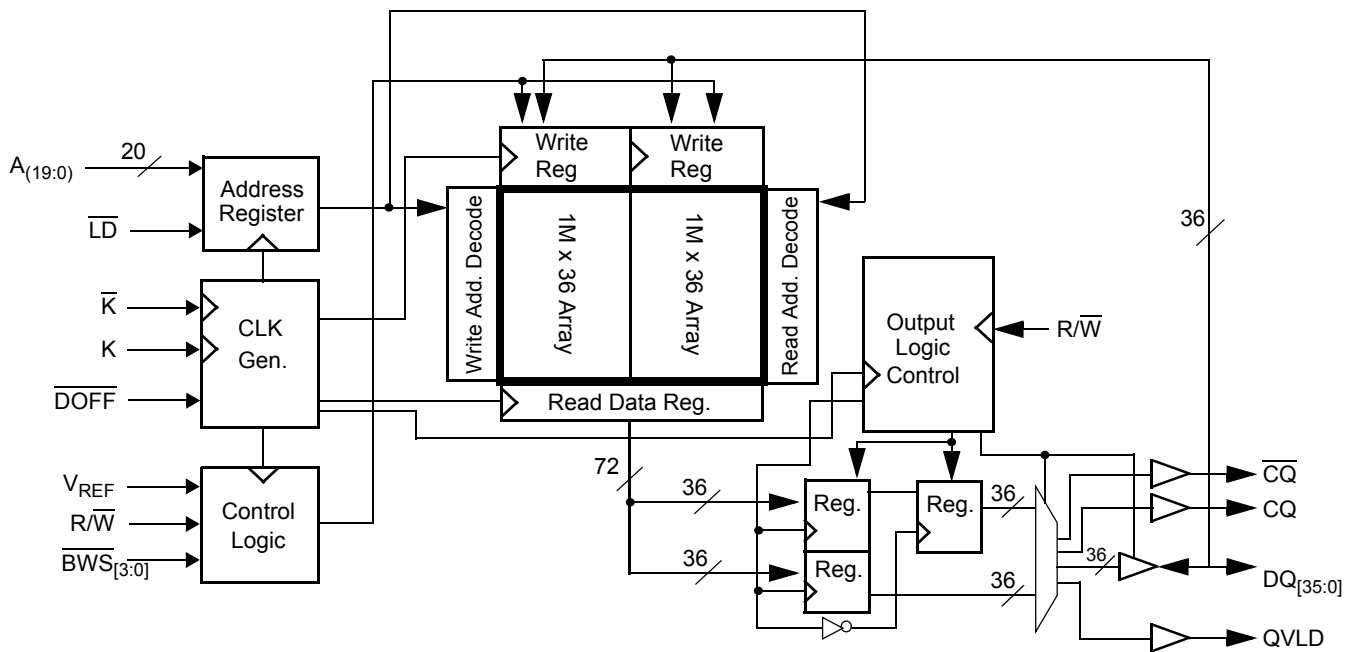 A(19:0)
20
LD
Address
Register
K
K
DOFF
CLK
Gen.
VREF
R/W
BWS[3:0]
Control
Logic
Write
Reg
Write
Reg
Write Add. Decode
1M x 36 Array
1M x 36 Array
Read Add. Decode
Read Data Reg.
72
36
36
Reg.
Reg.
Reg.
Output
Logic
Control
R/W
36
36
36
36
CQ
CQ
DQ[35:0]
QVLD